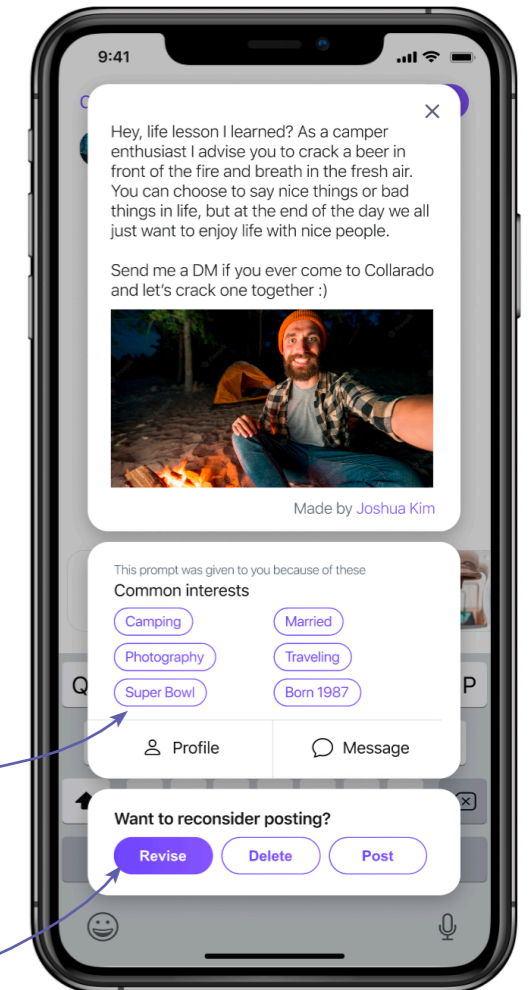 9:41
C
Hey, life lesson I learned? As a camper
enthusiast I advise you to crack a beer in
front of the fire and breath in the fresh air.
You can choose to say nice things or bad
things in life, but at the end of the day we all
just want to enjoy life with nice people.
Send me a DM if you ever come to Collarado
and let's crack one together :)
Made by Joshua Kim
This prompt was given to you because of these
Common interests
Camping Married
Photography Traveling
Super Bowl Born 1987
Q P
Profile Message
Want to reconsider posting?
Revise Delete Post